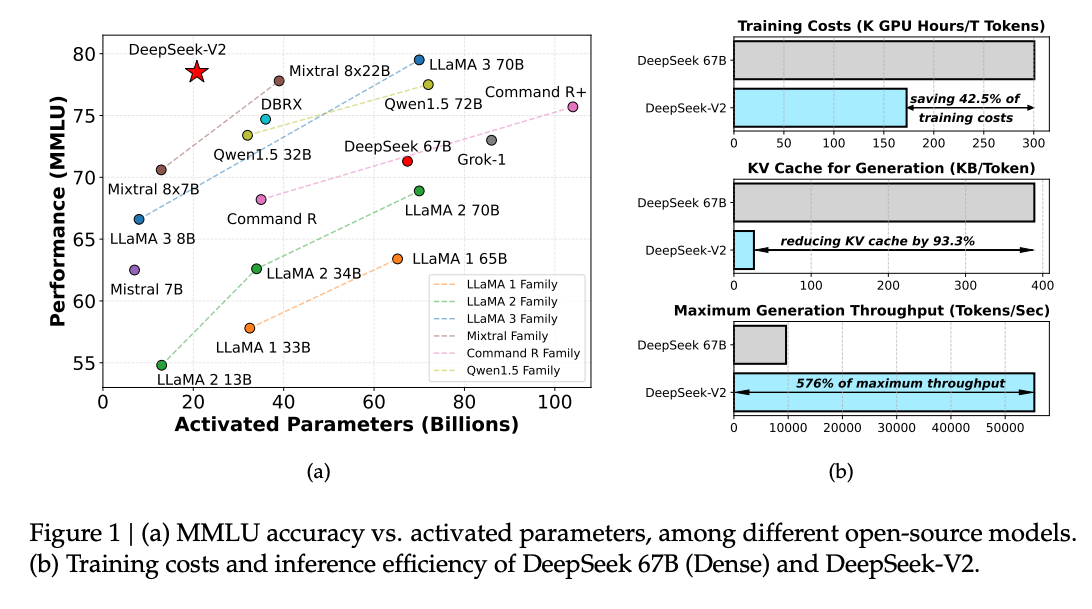 Performance (MMLU)
80
75
70
65
60
55
DeepSeek-V2
Mixtral 8x22B
LLaMA 3 70B
DBRX
Qwen1.5 72B
Command R+
Qwen1.5 32B
DeepSeek 67B
Grok-1
Mixtral 8x7B
Command R
LLaMA 2 70B
LLaMA 3 8B
LLaMA 1 65B
Mistral 7B
LLaMA 2 34B
LLaMA 1 33B
LLaMA 2 13B
LLaMA 1 Family
LLaMA 2 Family
LLaMA 3 Family
Mixtral Family
Command R Family
Qwen1.5 Family
0 20 40 60 80 100
Activated Parameters (Billions)
(a)
Training Costs (K GPU Hours/T Tokens)
DeepSeek 67B
DeepSeek-V2
saving 42.5% of
training costs
0 50 100 150 200 250 300
KV Cache for Generation (KB/Token)
DeepSeek 67B
DeepSeek-V2
reducing KV cache by 93.3%
0 100 200 300 400
Maximum Generation Throughput (Tokens/Sec)
DeepSeek 67B
DeepSeek-V2
576% of maximum throughput
0 10000 20000 30000 40000 50000
(b)
Figure 1 | (a) MMLU accuracy vs. activated parameters, among different open-source models.
(b) Training costs and inference efficiency of DeepSeek 67B (Dense) and DeepSeek-V2.